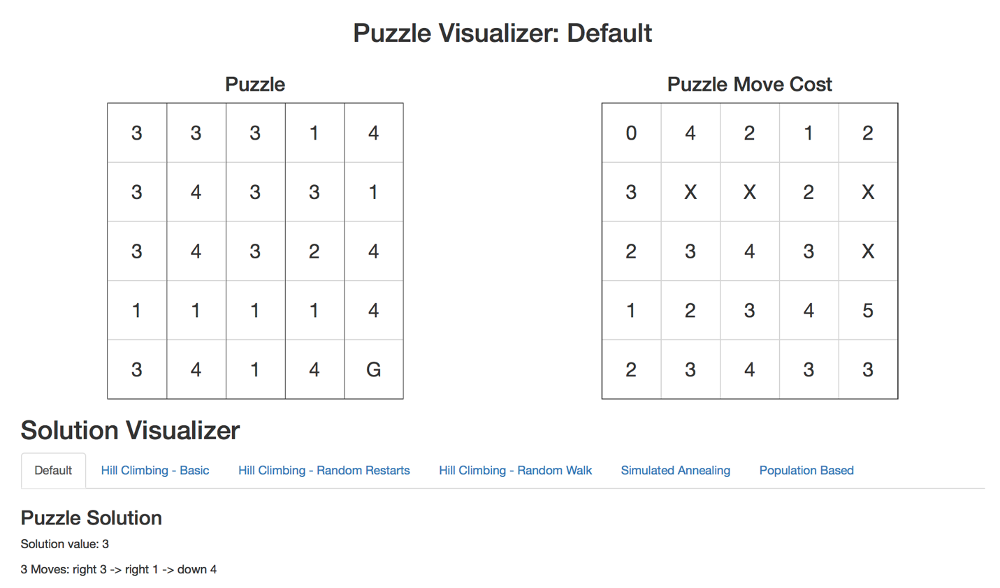 Puzzle Visualizer: Default
Puzzle
Puzzle Move Cost
3 3 3 1 4
3 4 3 3 1
3 4 3 2 4
1 1 1 1 4
3 4 1 4 G
0 4 2 1 2
3 X X 2 X
2 3 4 3 X
1 2 3 4 5
2 3 4 3 3
Solution Visualizer
Default Hill Climbing - Basic Hill Climbing - Random Restarts Hill Climbing - Random Walk Simulated Annealing Population Based
Puzzle Solution
Solution value: 3
3 Moves: right 3 -> right 1 -> down 4